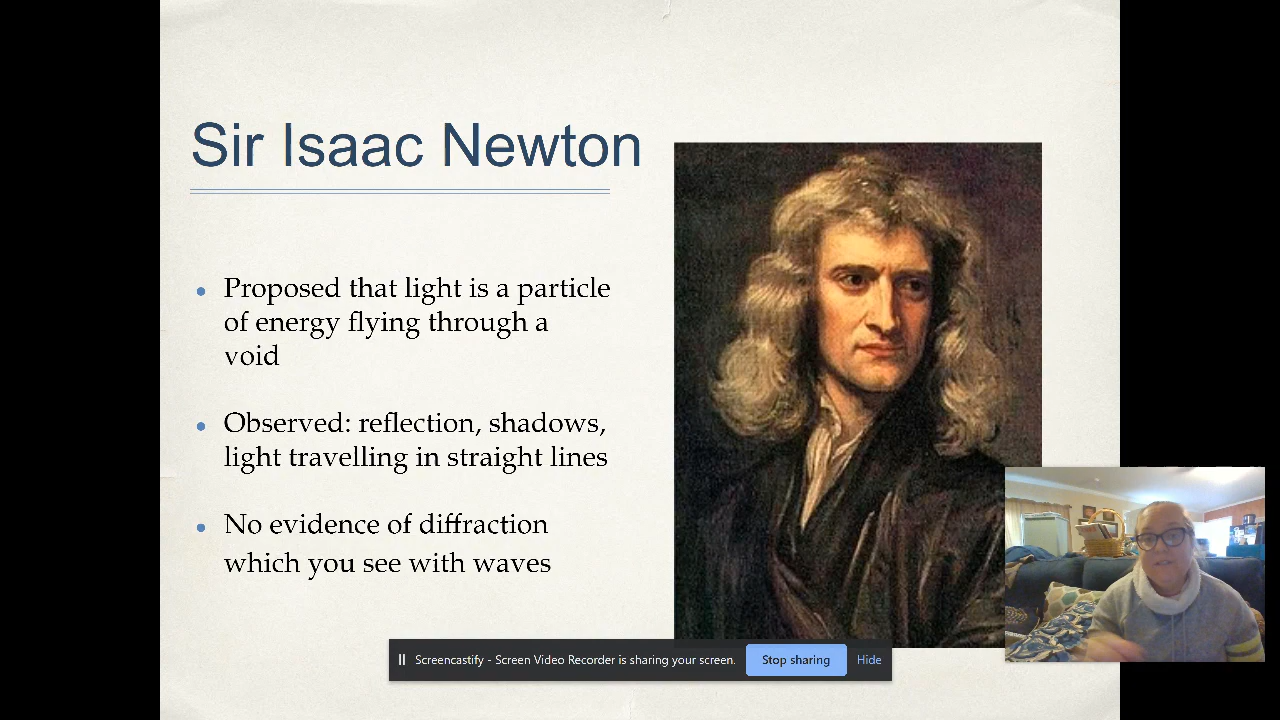 Sir Isaac Newton
• Proposed that light is a particle
of energy flying through a
void
• Observed: reflection, shadows,
light travelling in straight lines
• No evidence of diffraction
which you see with waves
Screencastify - Screen Video Recorder is sharing your screen.
Stop sharing
Hide